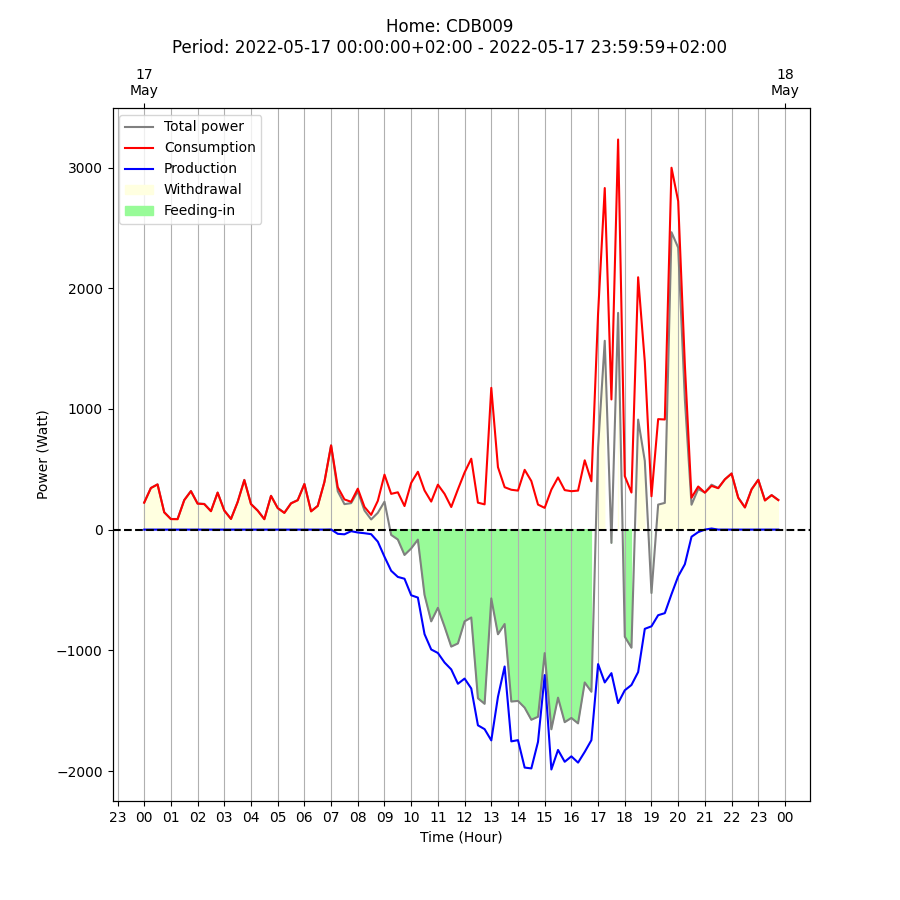 Home: CDB009
Period: 2022-05-17 00:00:00+02:00 - 2022-05-17 23:59:59+02:00
17 18
May May
Total power
Consumption
Production
Withdrawal
Feeding-in
3000
2000
1000
0
−1000
−2000
Power (Watt)
23 00 01 02 03 04 05 06 07 08 09 10 11 12 13 14 15 16 17 18 19 20 21 22 23 00
Time (Hour)